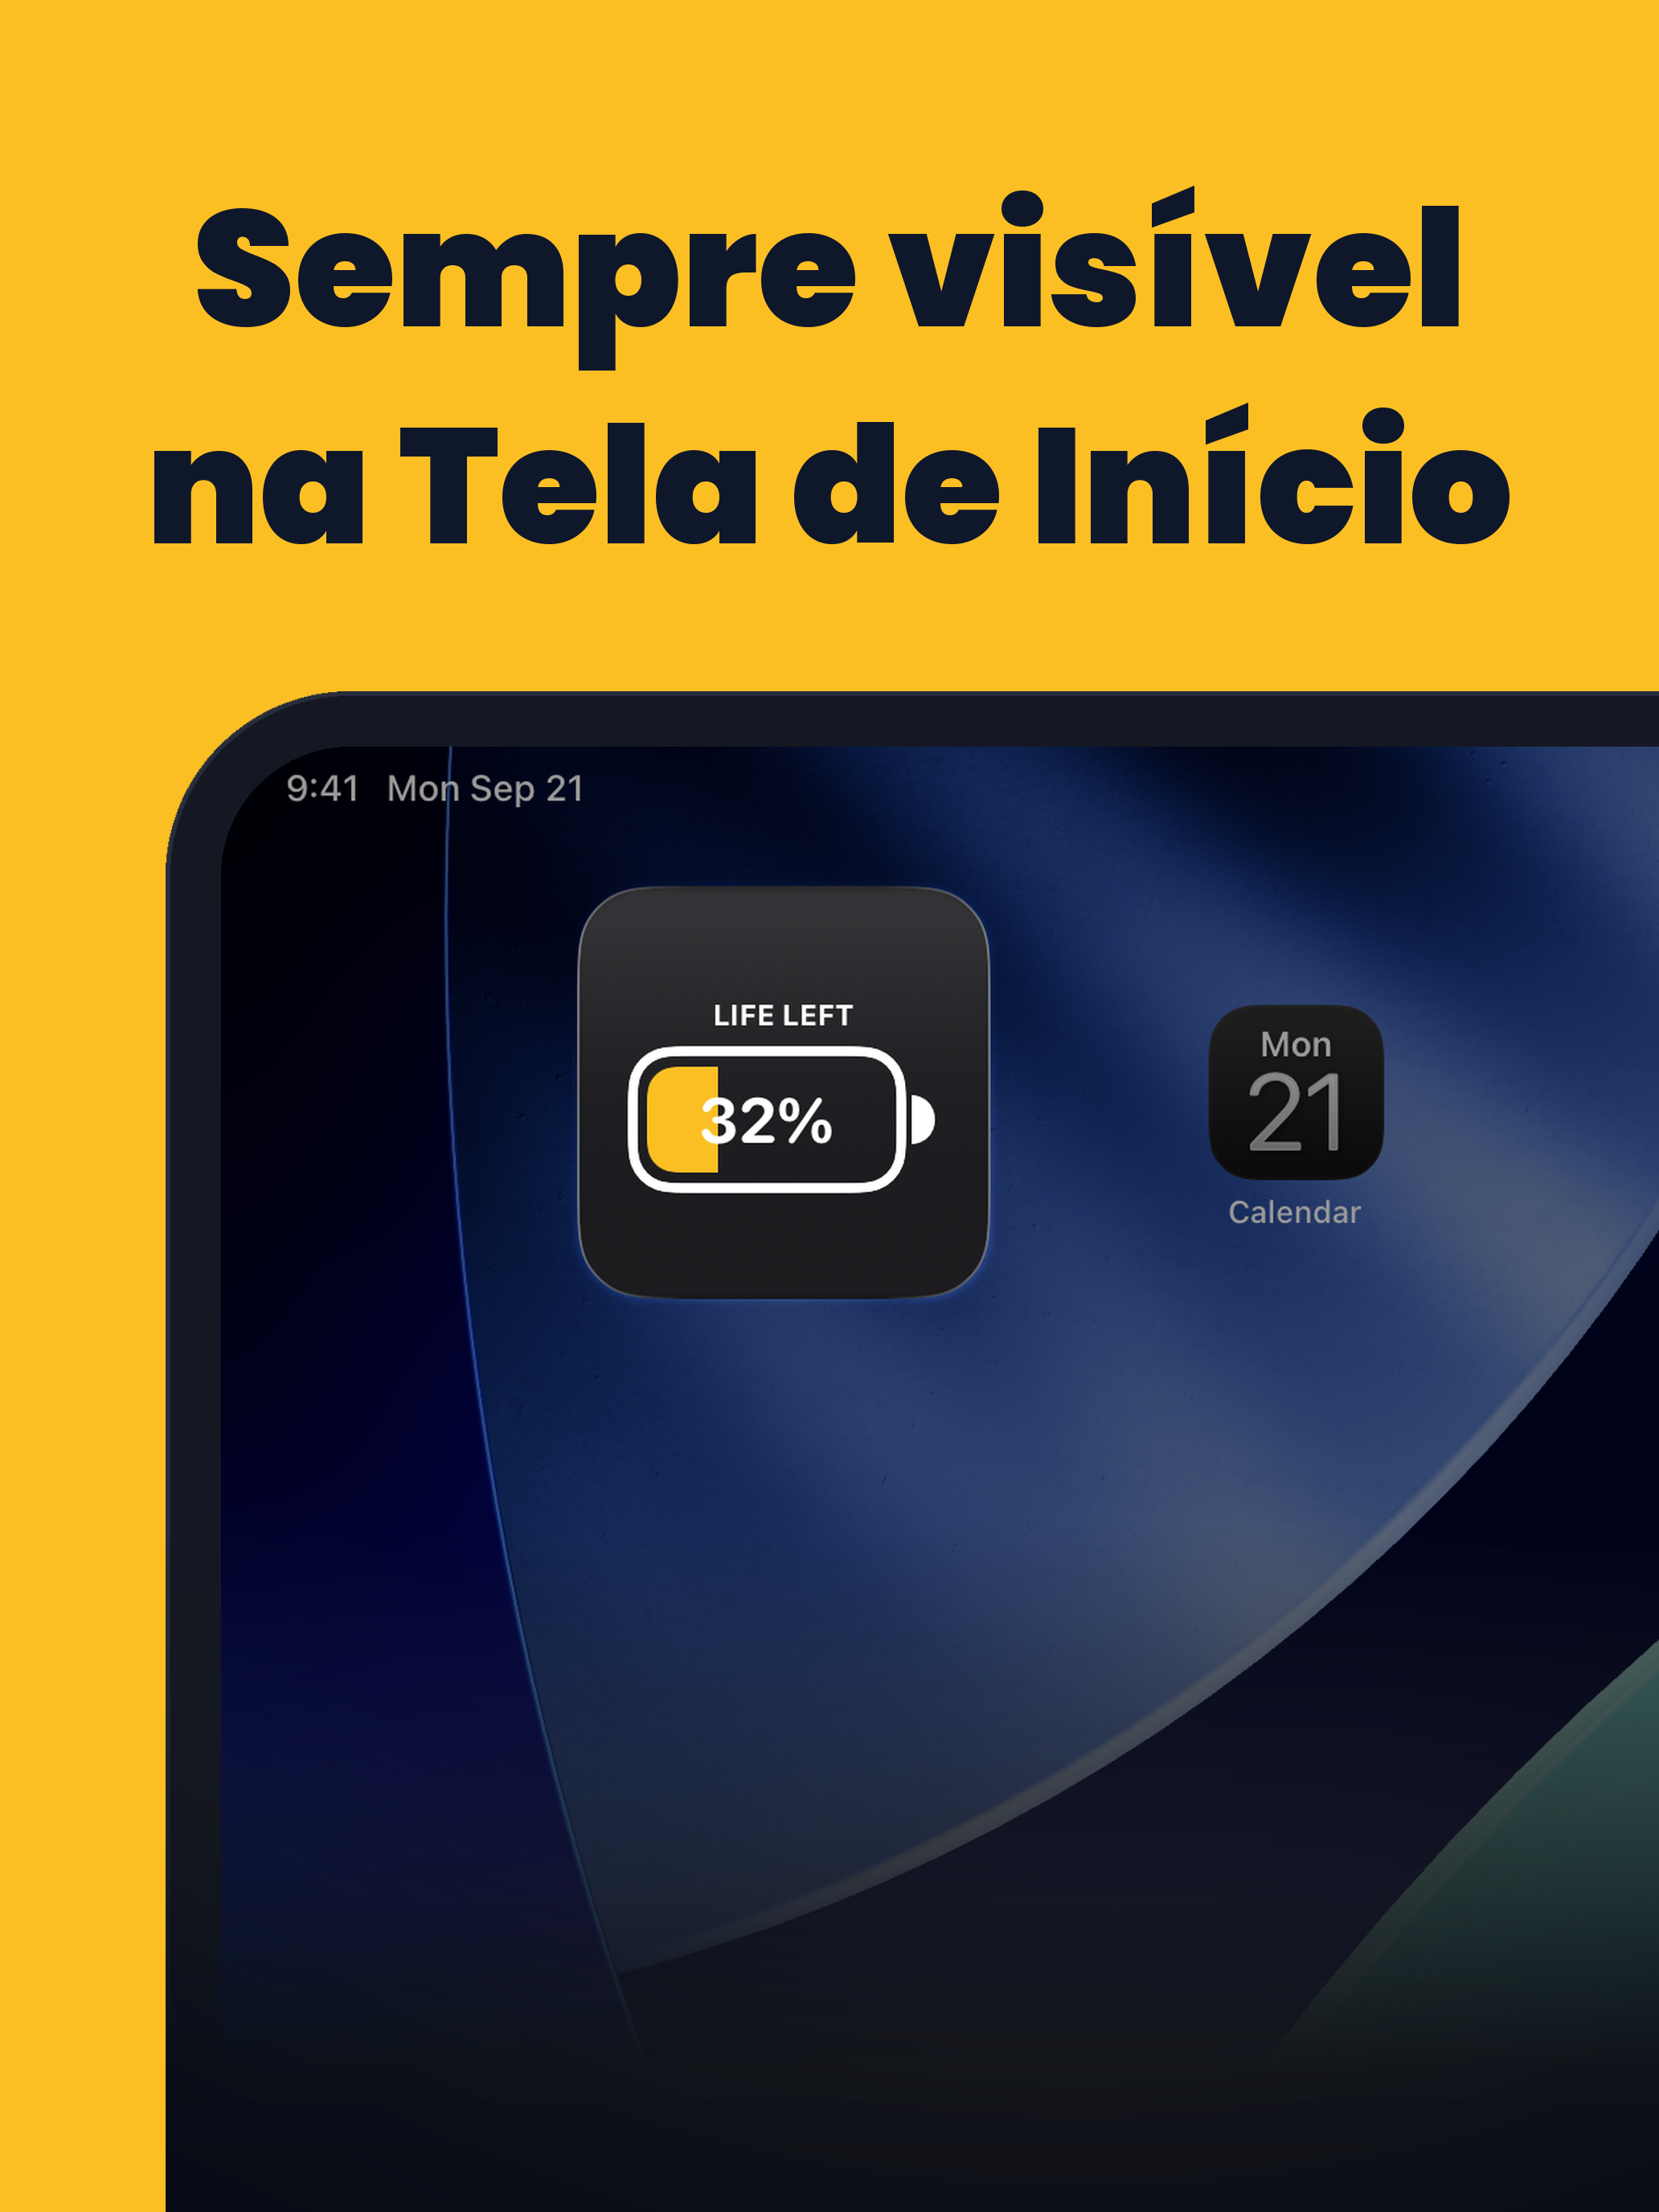 Sempre visível
na Tela de Início
9:41 Mon Sep 21
LIFE LEFT
32%
Mon
21
Calendar